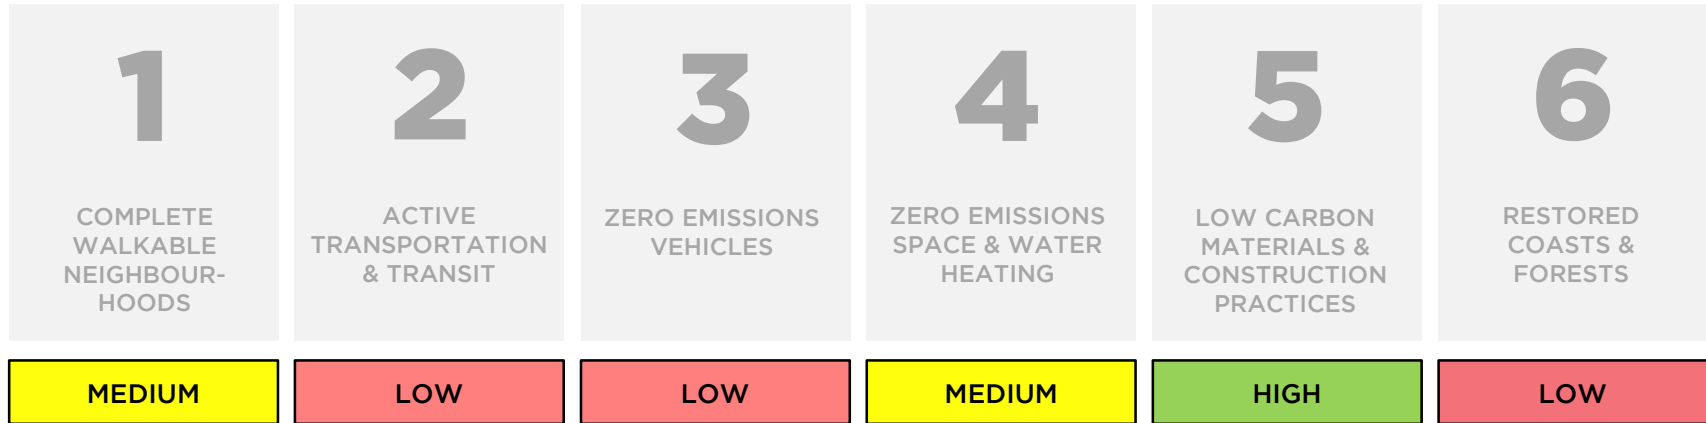 1
COMPLETE
WALKABLE
NEIGHBOUR-
HOODS
MEDIUM
2
ACTIVE
TRANSPORTATION
& TRANSIT
LOW
3
ZERO EMISSIONS
VEHICLES
LOW
4
ZERO EMISSIONS
SPACE & WATER
HEATING
MEDIUM
5
LOW CARBON
MATERIALS &
CONSTRUCTION
PRACTICES
HIGH
6
RESTORED
COASTS &
FORESTS
LOW